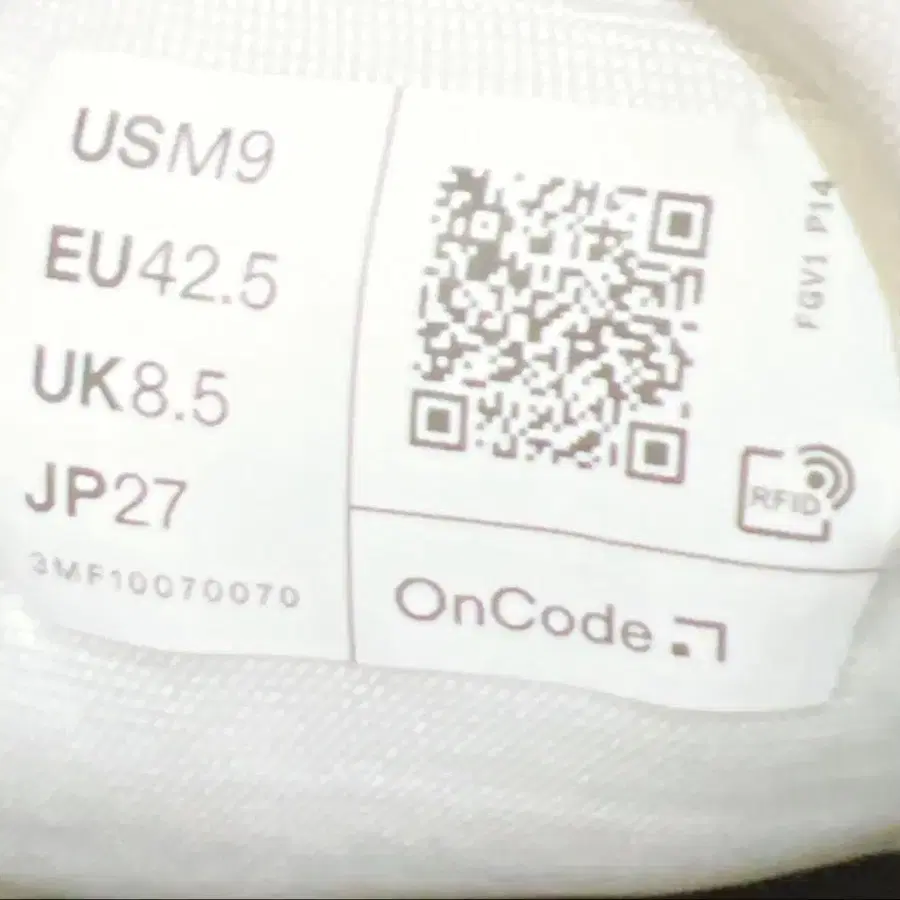 USM9
EU42.5
UK8.5
JP27
3MF10070070
FGV1 P14
RFID
OnCode